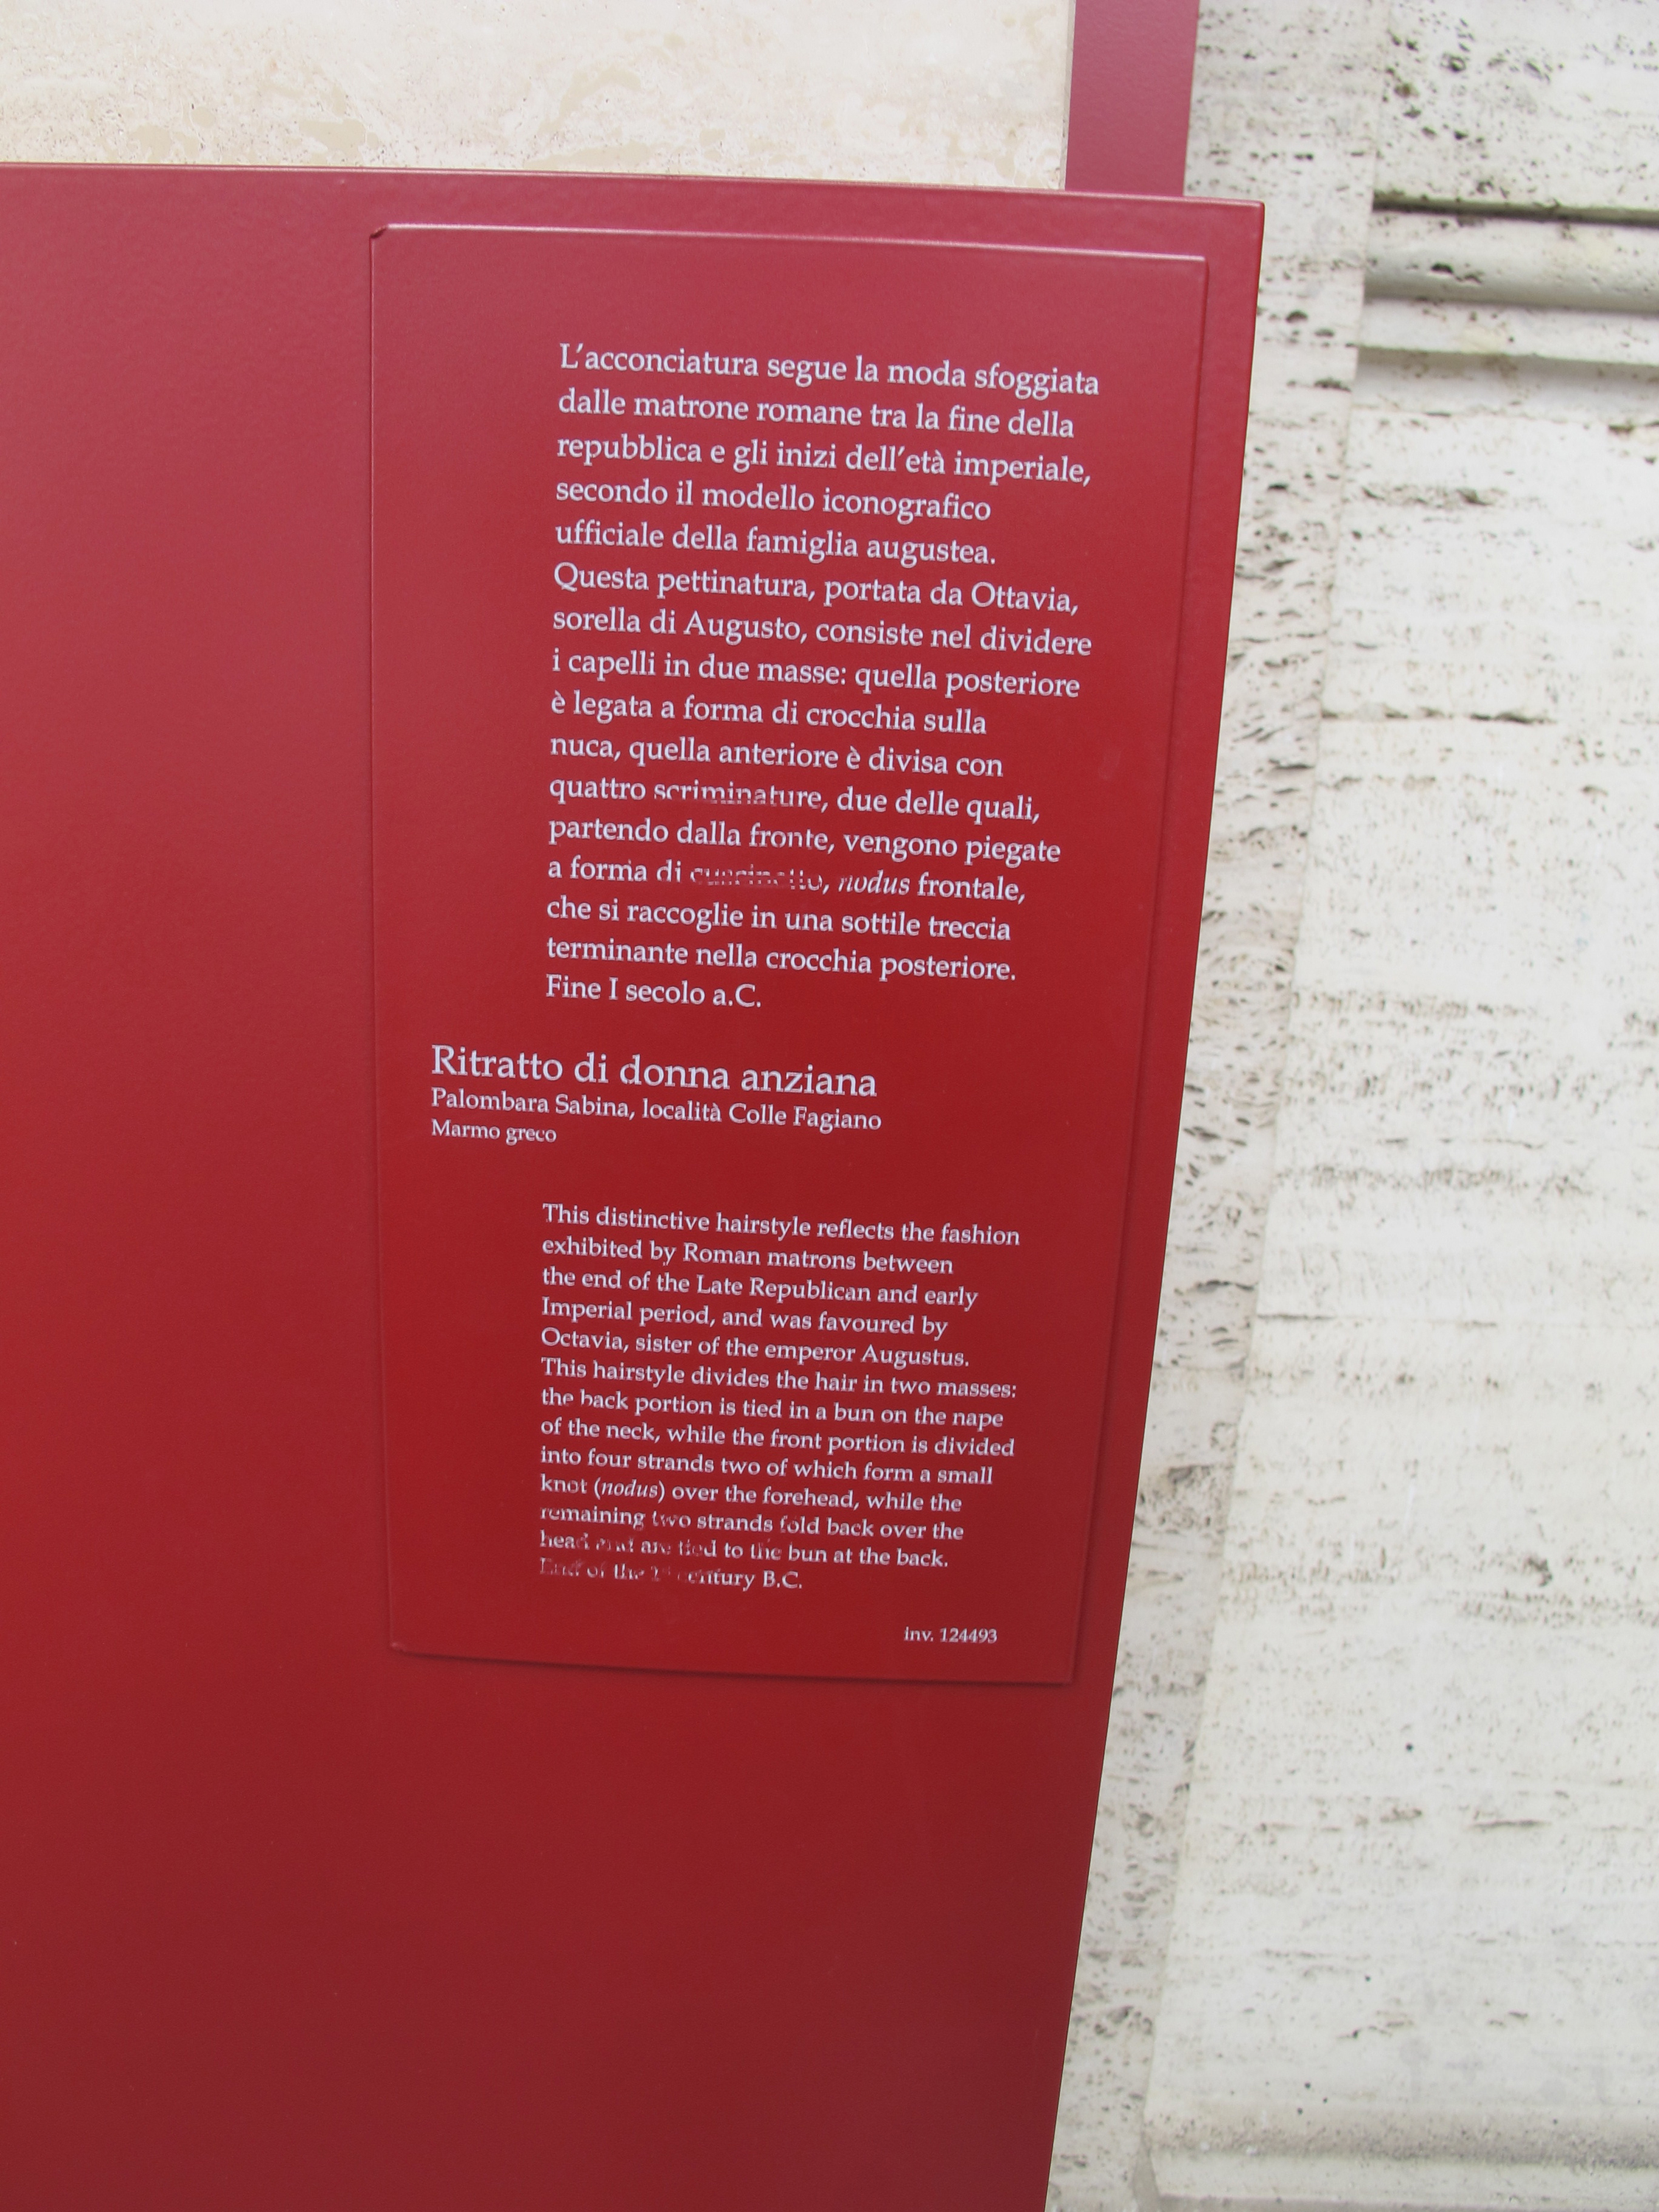 L'acconciatura segue la moda sfoggiata
dalle matrone romane tra la fine della
repubblica e gli inizi dell'età imperiale,
secondo il modello iconografico
ufficiale della famiglia augustea.
Questa pettinatura, portata da Ottavia,
sorella di Augusto, consiste nel dividere
i capelli in due masse: quella posteriore
è legata a forma di crocchia sulla
nuca, quella anteriore è divisa con
quattro scriminature, due delle quali,
partendo dalla fronte, vengono piegate
a forma di cuscinetto, nodus frontale,
che si raccoglie in una sottile treccia
terminante nella crocchia posteriore.
Fine I secolo a.C.
Ritratto di donna anziana
Palombara Sabina, località Colle Fagiano
Marmo greco
This distinctive hairstyle reflects the fashion
exhibited by Roman matrons between
the end of the Late Republican and early
Imperial period, and was favoured by
Octavia, sister of the emperor Augustus.
This hairstyle divides the hair in two masses:
the back portion is tied in a bun on the nape
of the neck, while the front portion is divided
into four strands two of which form a small
knot (nodus) over the forehead, while the
remaining two strands fold back over the
head and are tied to the bun at the back.
End of the 1st century B.C.
inv. 124493